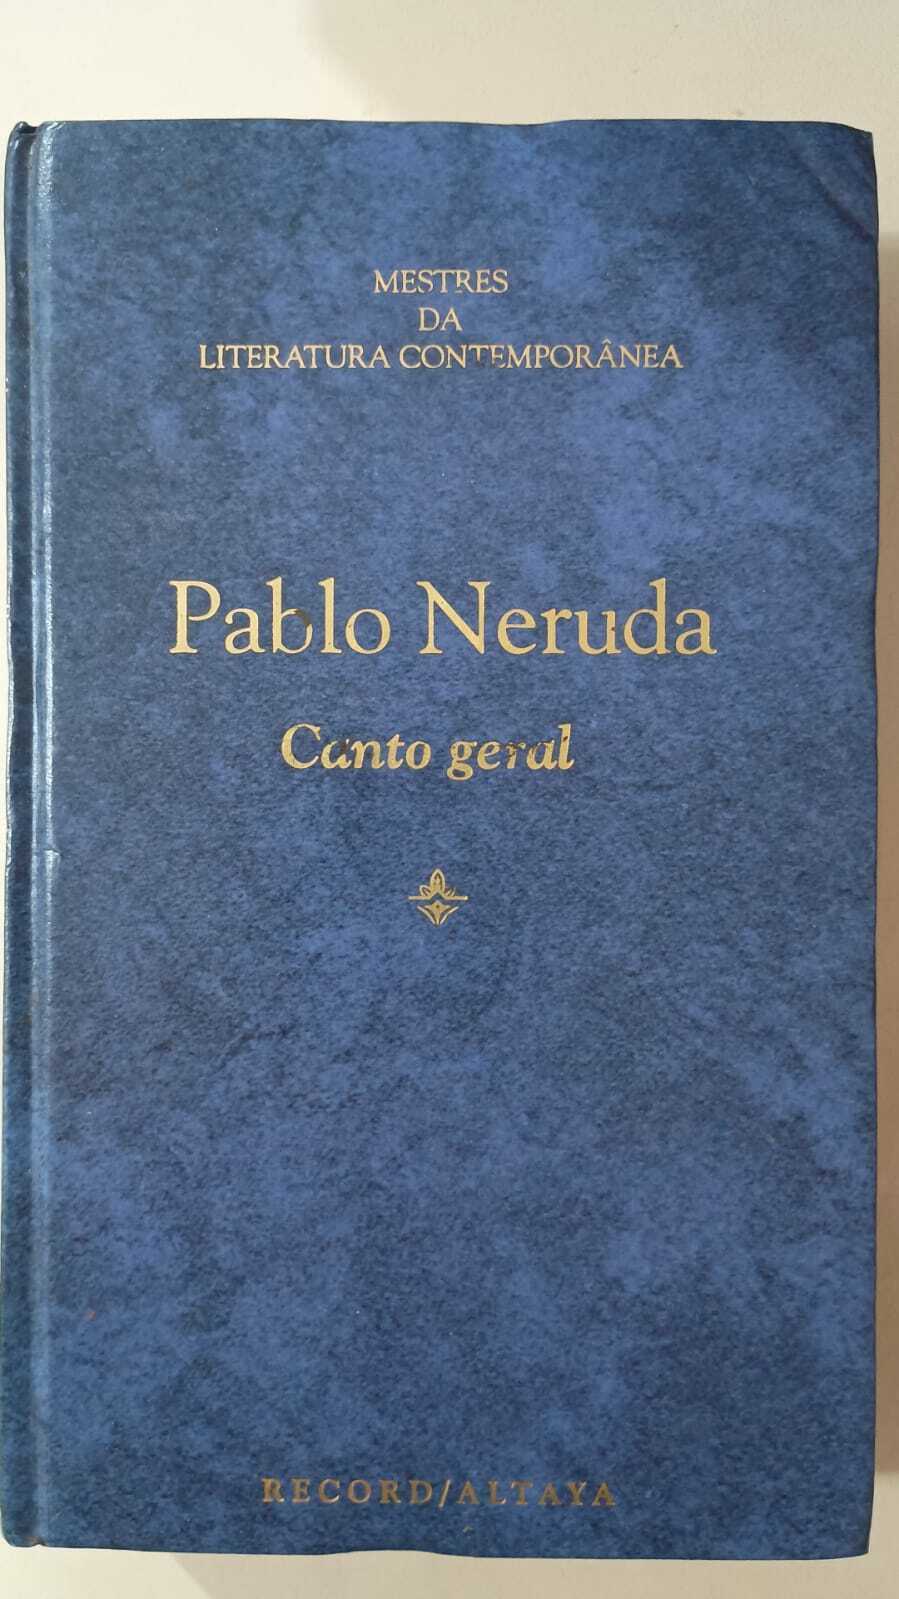 MESTRES
DA
LITERATURA CONTEMPORÂNEA
Pablo Neruda
Canto geral
RECORD/ALTAYA